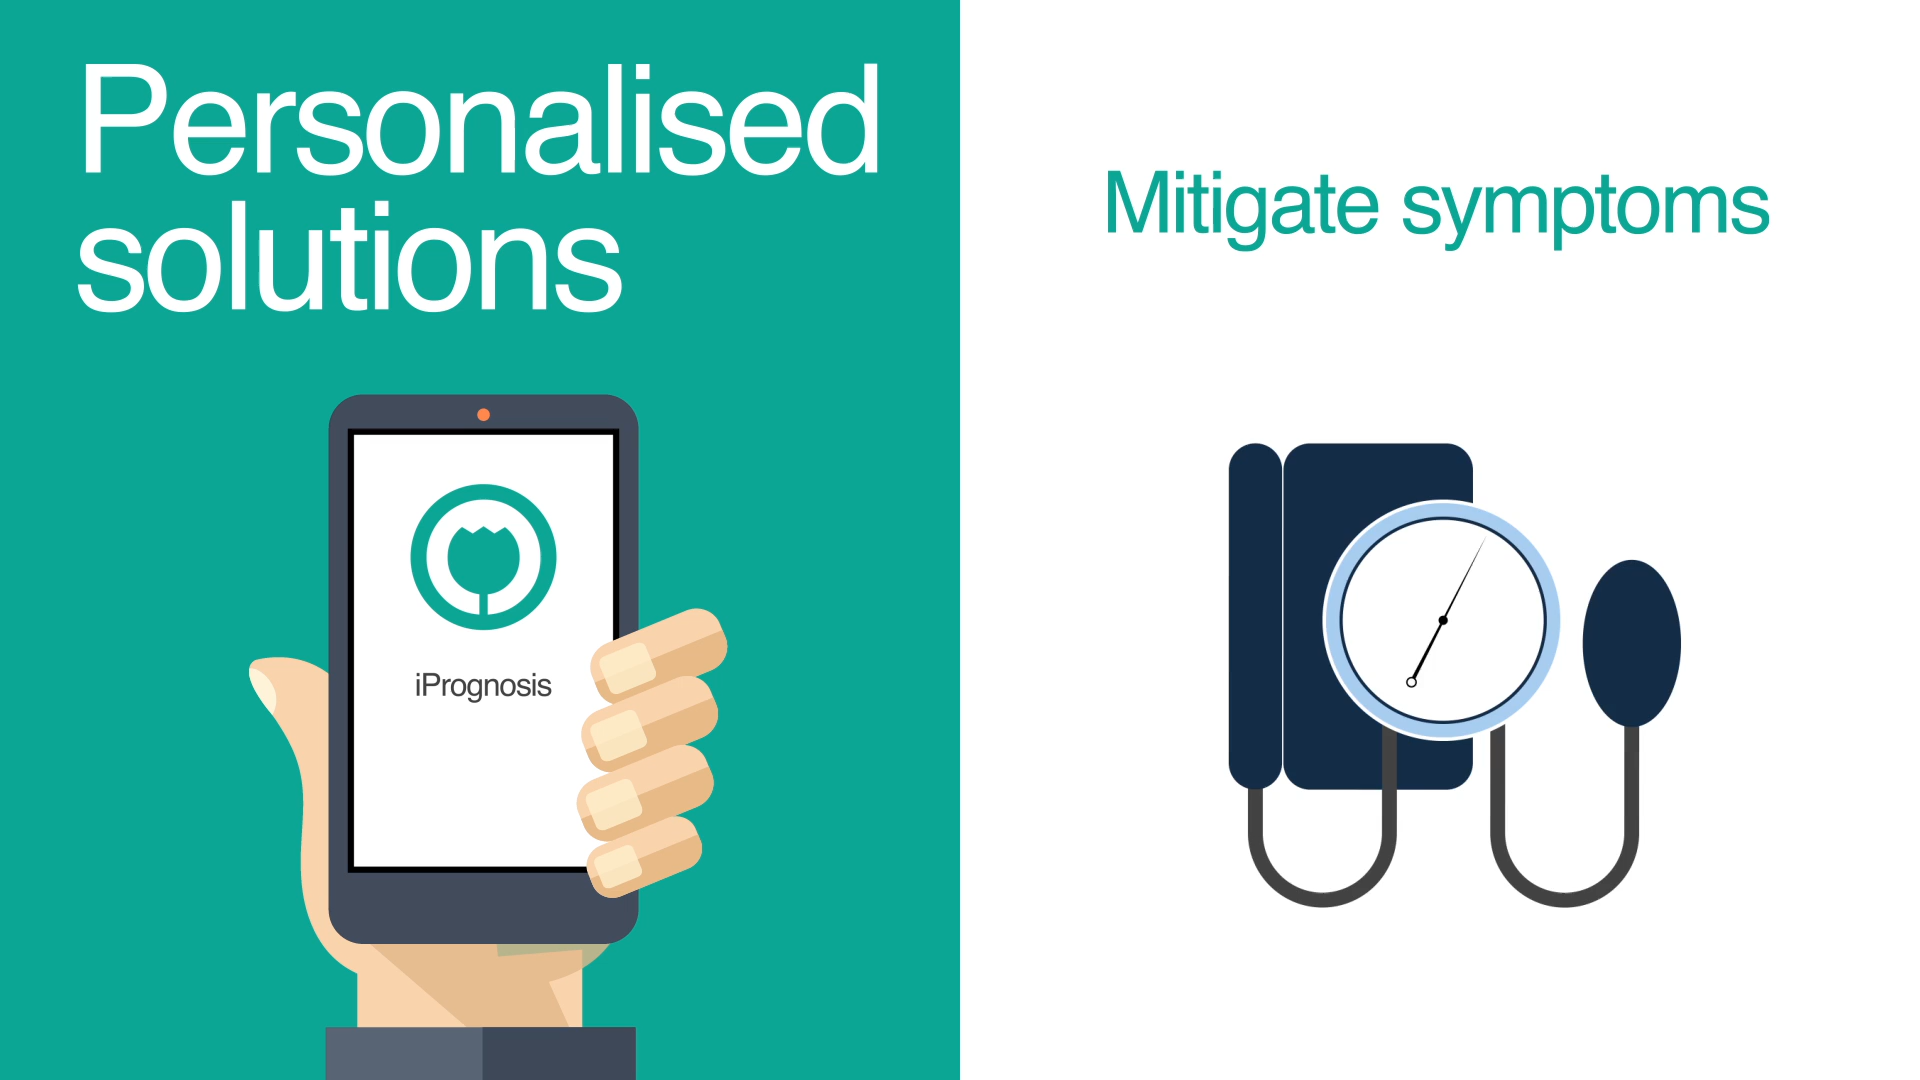 Personalised
solutions
iPrognosis
Mitigate symptoms